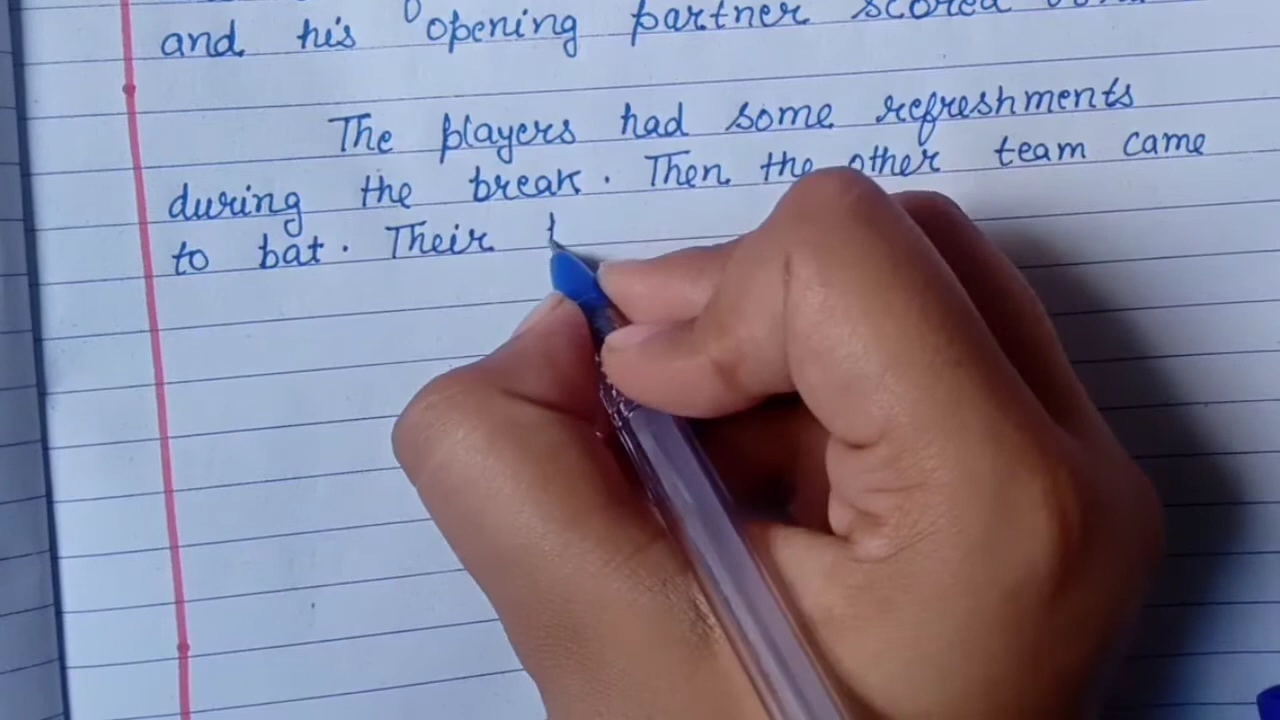 and his opening partner scored
The players had some refreshments
during the break. Then the other team came
to bat. Their